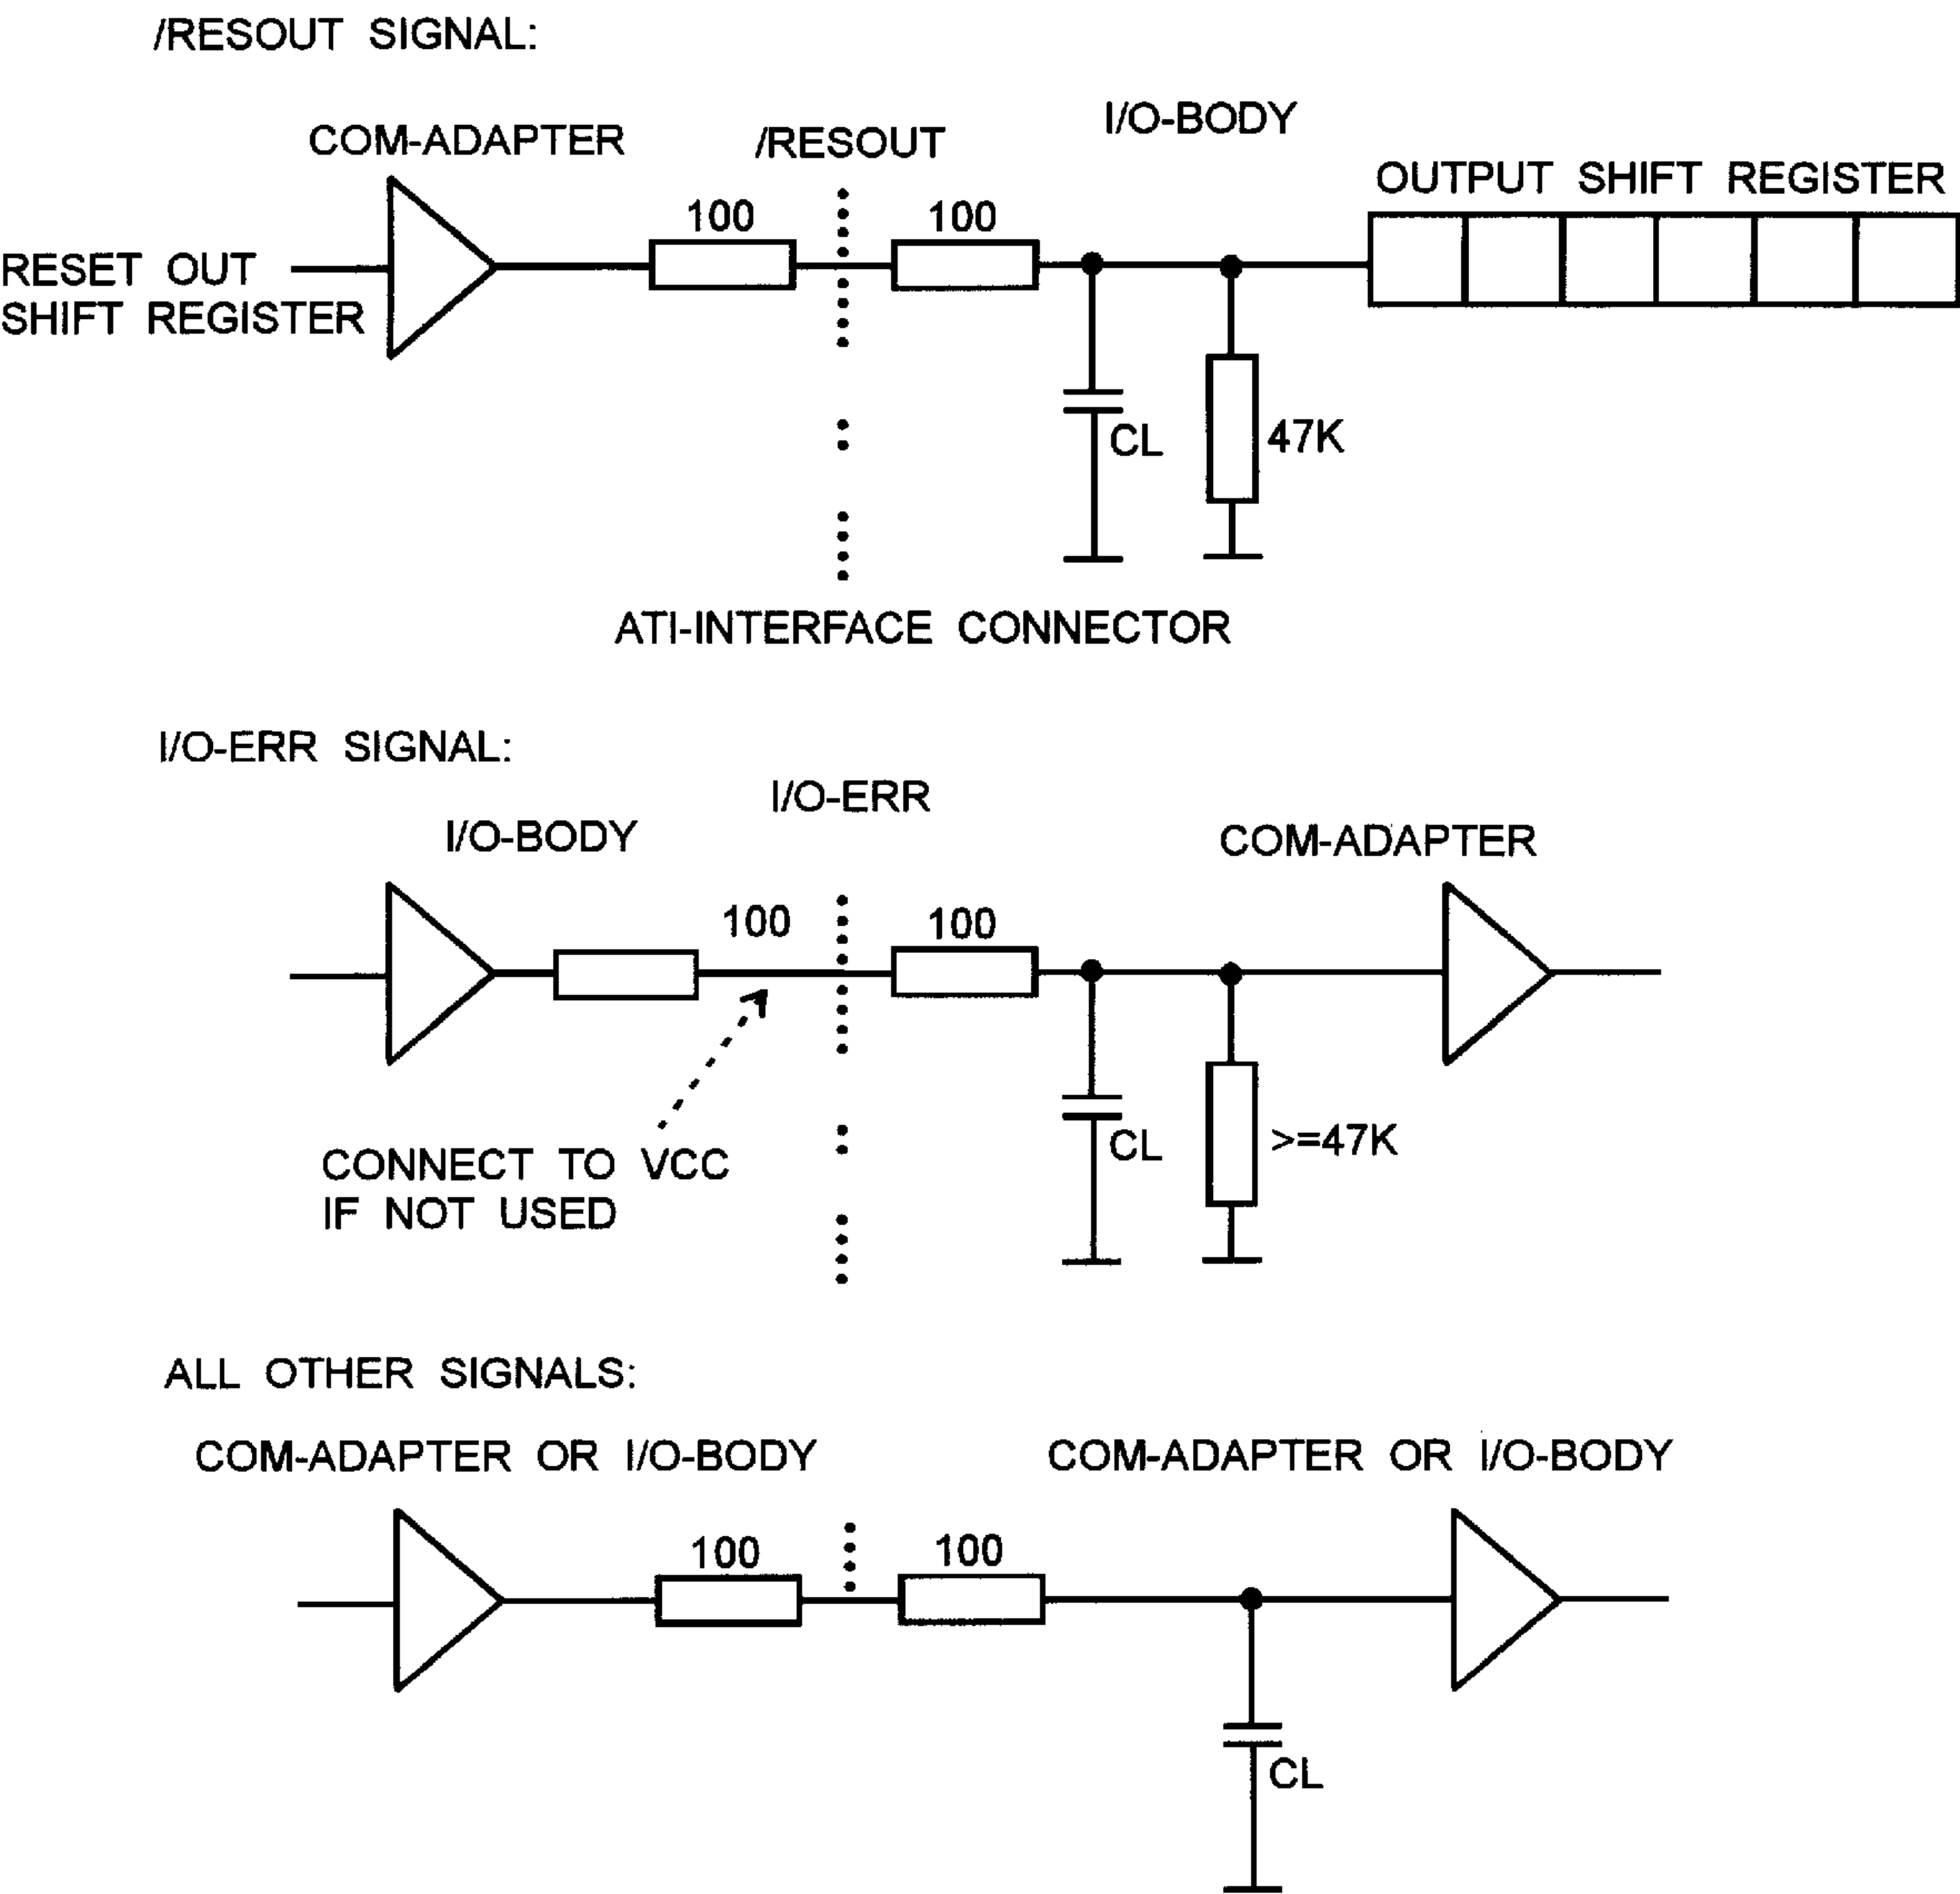 /RESOUT SIGNAL:
COM-ADAPTER
/RESOUT
I/O-BODY
OUTPUT SHIFT REGISTER
100
100
RESET OUT
SHIFT REGISTER
CL
47K
ATI-INTERFACE CONNECTOR
I/O-ERR SIGNAL:
I/O-ERR
I/O-BODY
COM-ADAPTER
100
100
CONNECT TO VCC
IF NOT USED
CL
>=47K
ALL OTHER SIGNALS:
COM-ADAPTER OR I/O-BODY
COM-ADAPTER OR I/O-BODY
100
100
CL